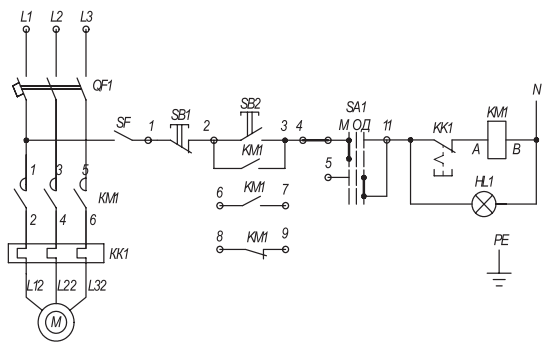 L1 L2 L3
QF1
N
SF 1 SB1 2 SB2 3 4 SA1 11 KK1 KM1
М О Д
KM1
A B
5
HL1
1 3 5
KM1
6 KM1 7
2 4 6
8 KM1 9
PE
KK1
L12 L22 L32
M